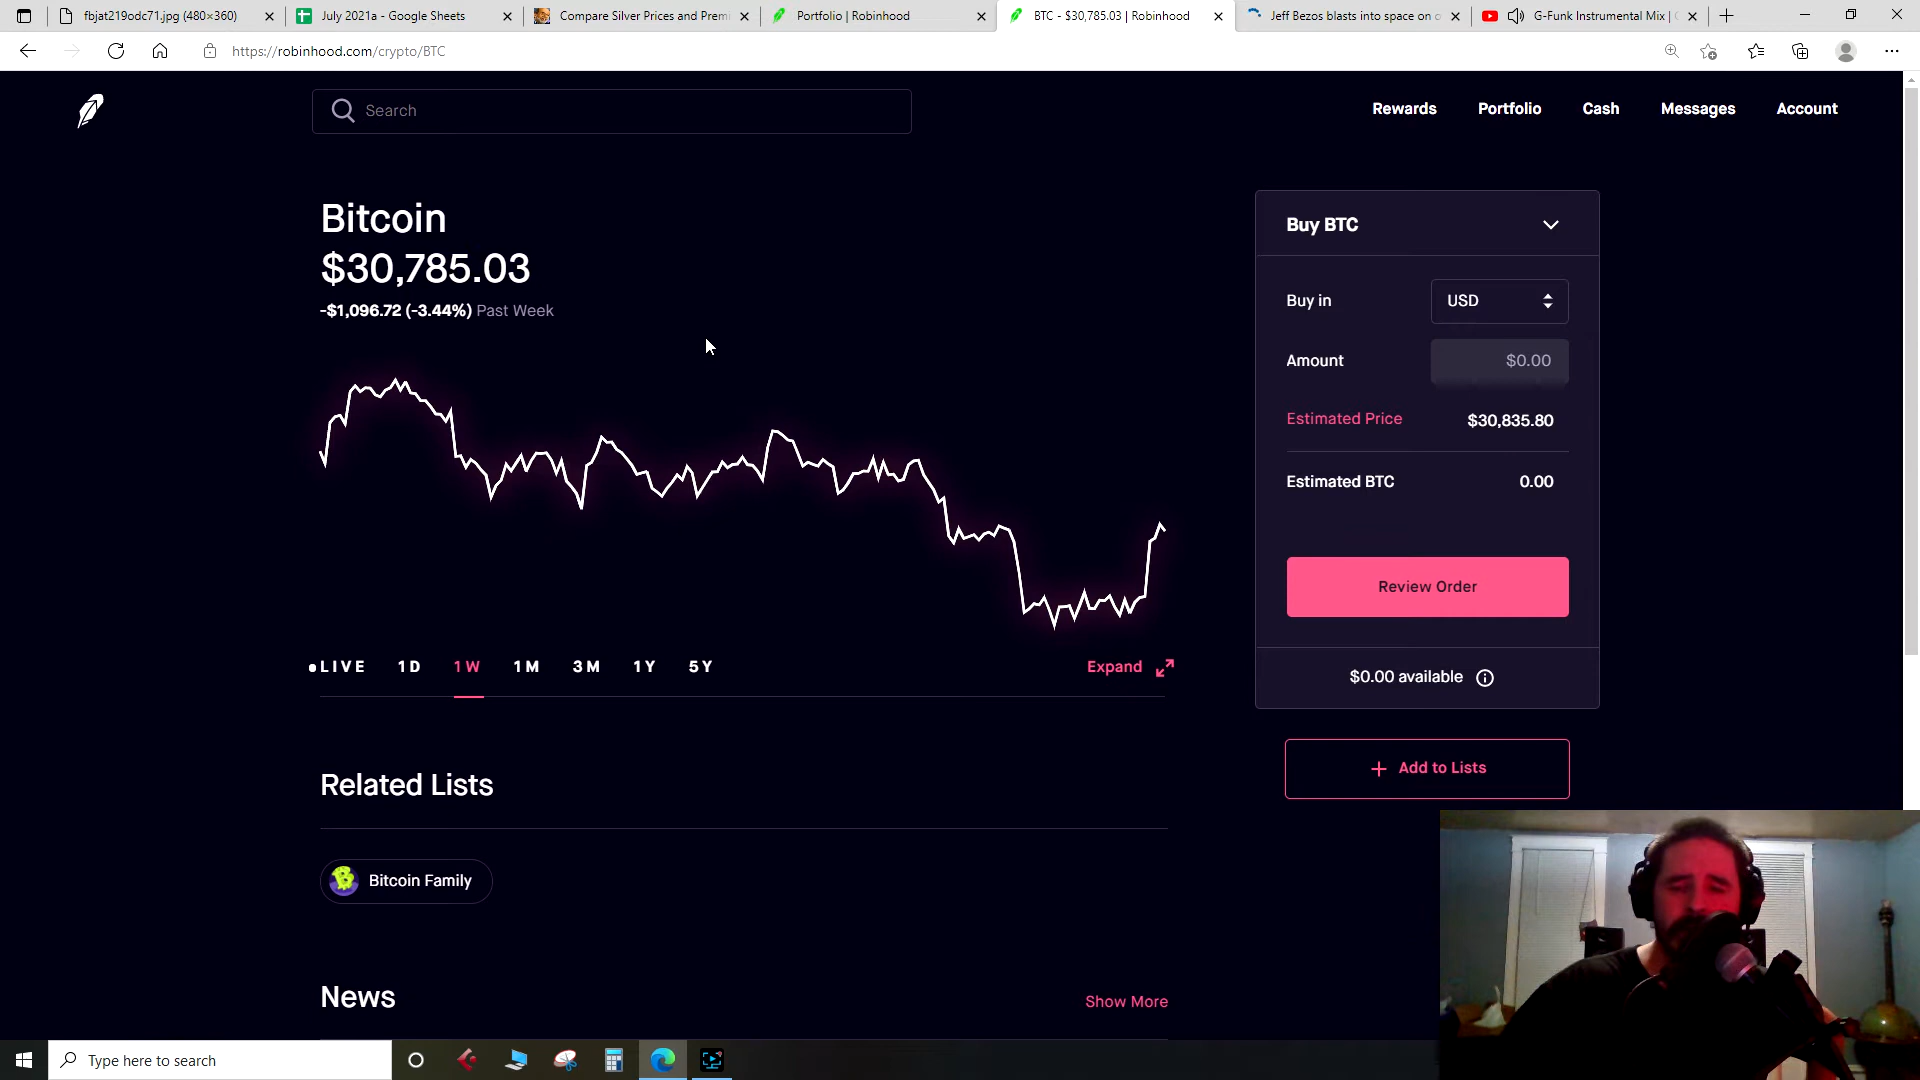 fbjat219odc71.jpg (480×360)
July 2021a - Google Sheets
Compare Silver Prices and Premi
Portfolio | Robinhood
BTC - $30,785.03 | Robinhood
Jeff Bezos blasts into space on o
G-Funk Instrumental Mix |
https://robinhood.com/crypto/BTC
Search
Rewards
Portfolio
Cash
Messages
Account
Bitcoin
$30,785.03
-$1,096.72 (-3.44%) Past Week
LIVE 1D 1W 1M 3M 1Y 5Y
Expand
Related Lists
Bitcoin Family
News
Show More
Buy BTC
Buy in USD
Amount $0.00
Estimated Price $30,835.80
Estimated BTC 0.00
Review Order
$0.00 available
+ Add to Lists
Type here to search